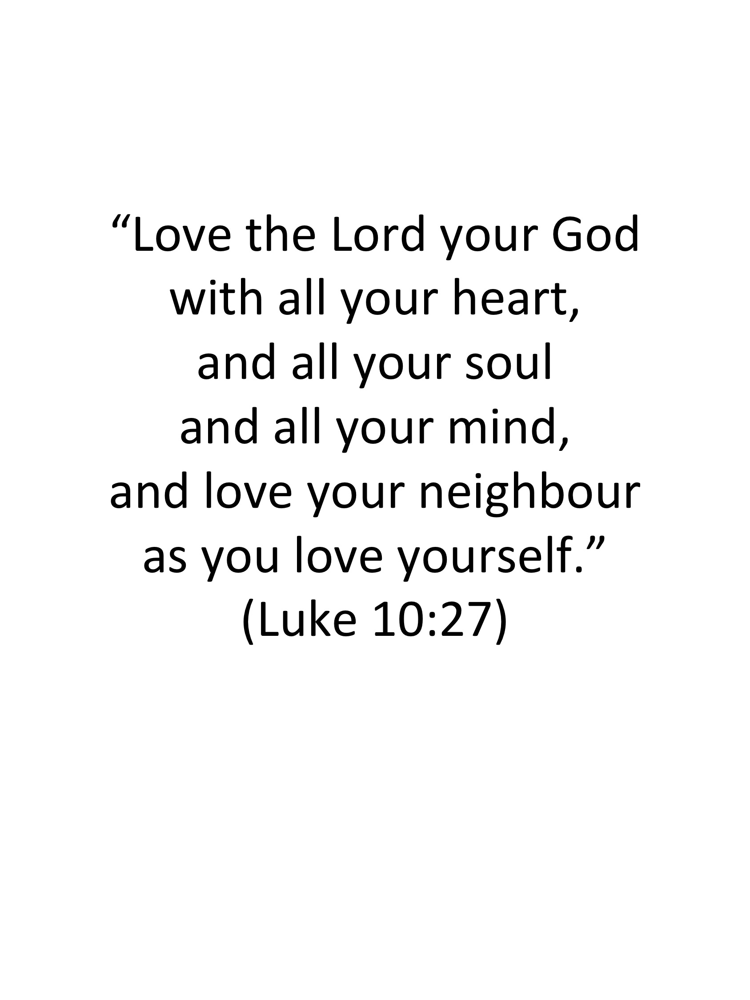 “Love the Lord your God
with all your heart,
and all your soul
and all your mind,
and love your neighbour
as you love yourself.”
(Luke 10:27)